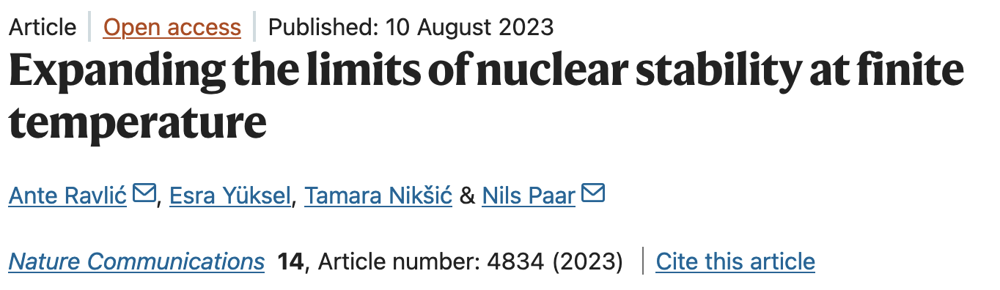 Article | Open access | Published: 10 August 2023
Expanding the limits of nuclear stability at finite
temperature
Ante Ravlić, Esra Yüksel, Tamara Nikšić & Nils Paar
Nature Communications 14, Article number: 4834 (2023) | Cite this article